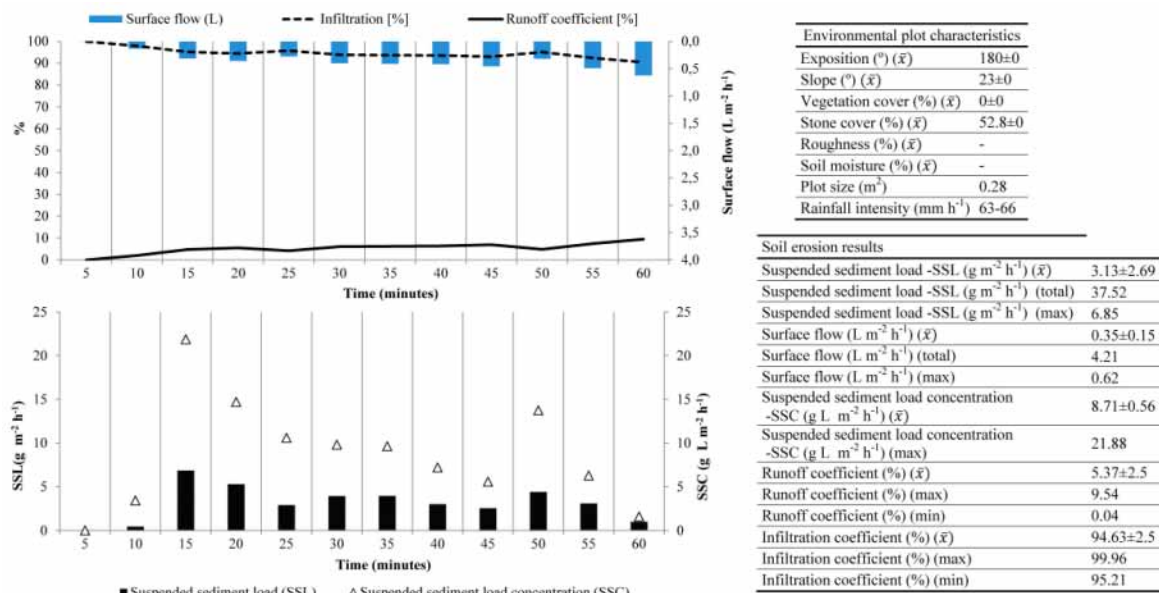 Surface flow (L) Infiltration [%] Runoff coefficient [%]
100
90
80
70
60
50
40
30
20
10
0
%
0,0
0,5
1,0
1,5
2,0
2,5
3,0
3,5
4,0
Surface flow (L m⁻² h⁻¹)
5 10 15 20 25 30 35 40 45 50 55 60
Time (minutes)
25
20
15
10
5
0
SSL(g m⁻² h⁻¹)
25
20
15
10
5
0
SSC (g L m⁻² h⁻¹)
5 10 15 20 25 30 35 40 45 50 55 60
Time (minutes)
Suspended sediment load (SSL) Suspended sediment load concentration (SSC)
Environmental plot characteristics
Exposition (º) (x̄) 180±0
Slope (º) (x̄) 23±0
Vegetation cover (%) (x̄) 0±0
Stone cover (%) (x̄) 52.8±0
Roughness (%) (x̄) -
Soil moisture (%) (x̄) -
Plot size (m²) 0.28
Rainfall intensity (mm h⁻¹) 63-66
Soil erosion results
Suspended sediment load -SSL (g m⁻² h⁻¹) (x̄) 3.13±2.69
Suspended sediment load -SSL (g m⁻² h⁻¹) (total) 37.52
Suspended sediment load -SSL (g m⁻² h⁻¹) (max) 6.85
Surface flow (L m⁻² h⁻¹) (x̄) 0.35±0.15
Surface flow (L m⁻² h⁻¹) (total) 4.21
Surface flow (L m⁻² h⁻¹) (max) 0.62
Suspended sediment load concentration
-SSC (g L m⁻² h⁻¹) (x̄) 8.71±0.56
Suspended sediment load concentration
-SSC (g L m⁻² h⁻¹) (max) 21.88
Runoff coefficient (%) (x̄) 5.37±2.5
Runoff coefficient (%) (max) 9.54
Runoff coefficient (%) (min) 0.04
Infiltration coefficient (%) (x̄) 94.63±2.5
Infiltration coefficient (%) (max) 99.96
Infiltration coefficient (%) (min) 95.21